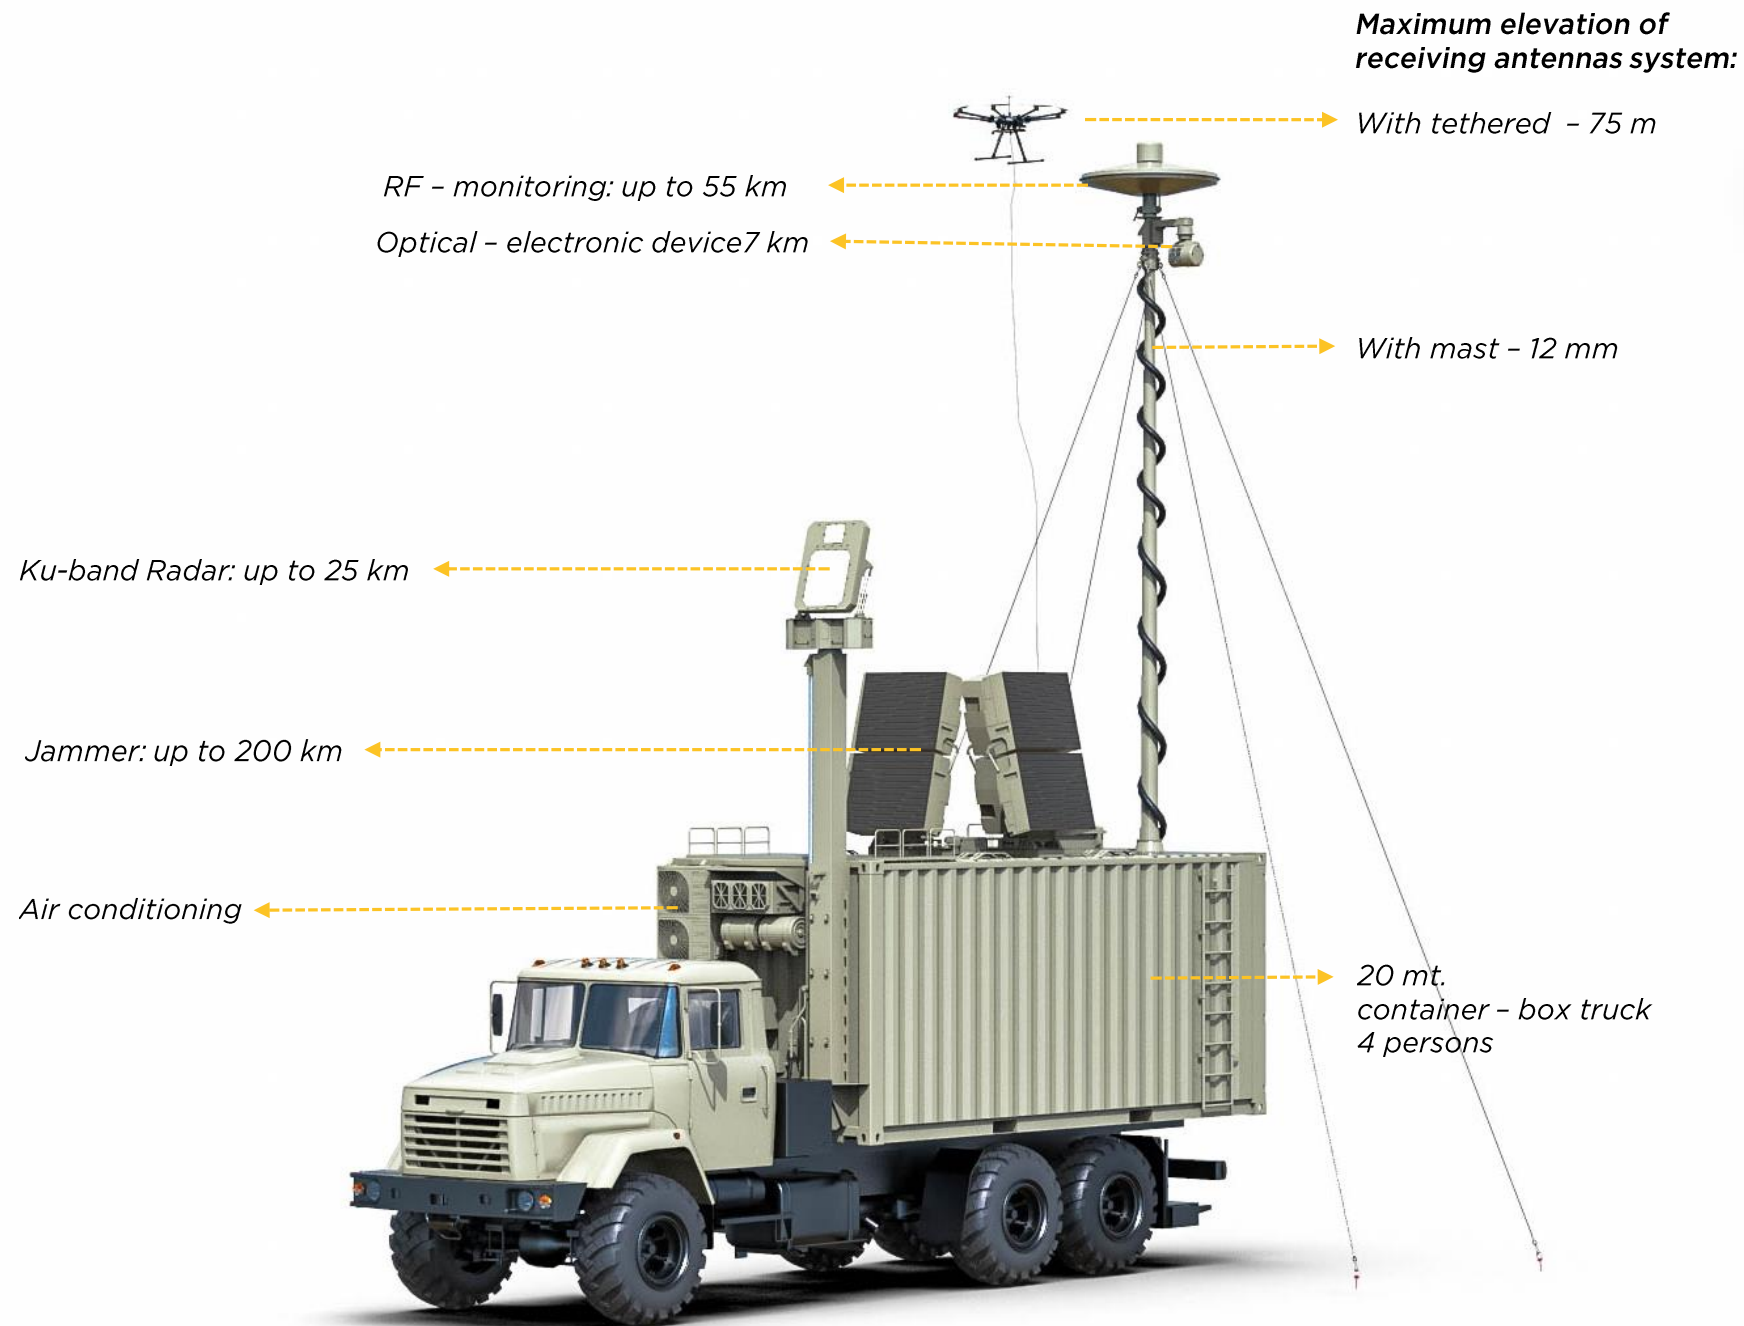 Maximum elevation of
receiving antennas system:
With tethered – 75 m
RF – monitoring: up to 55 km
Optical – electronic device7 km
With mast – 12 mm
Ku-band Radar: up to 25 km
Jammer: up to 200 km
Air conditioning
20 mt.
container – box truck
4 persons